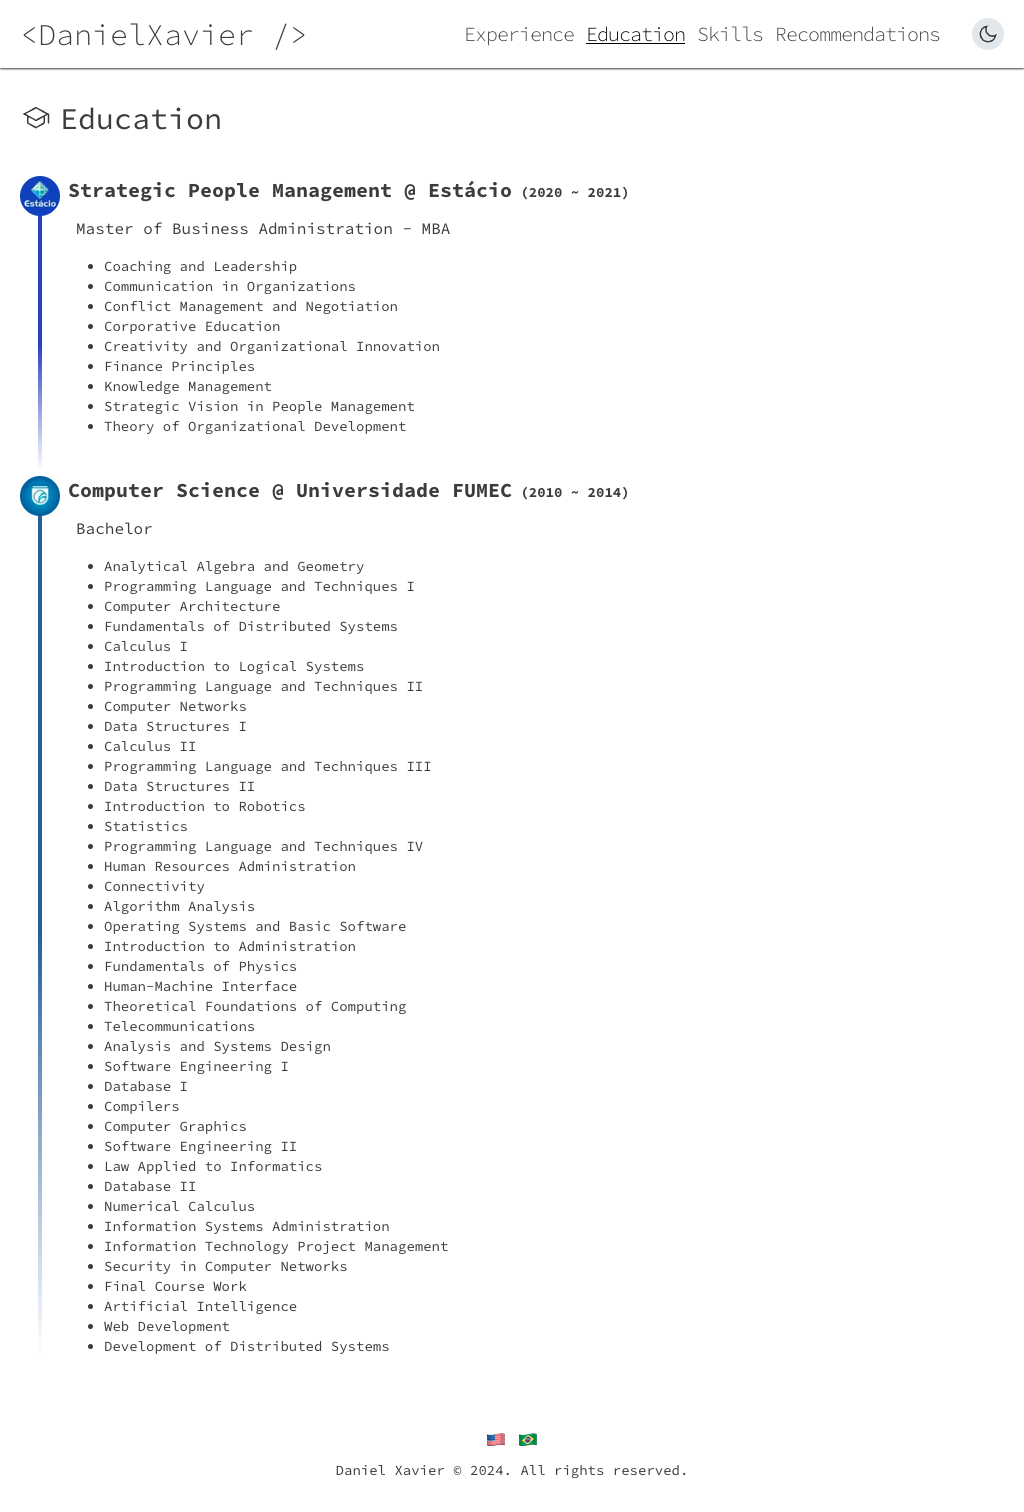 <DanielXavier />
Experience Education Skills Recommendations
Education
Estácio
Strategic People Management @ Estácio (2020 ~ 2021)
Master of Business Administration - MBA
• Coaching and Leadership
• Communication in Organizations
• Conflict Management and Negotiation
• Corporative Education
• Creativity and Organizational Innovation
• Finance Principles
• Knowledge Management
• Strategic Vision in People Management
• Theory of Organizational Development
Computer Science @ Universidade FUMEC (2010 ~ 2014)
Bachelor
• Analytical Algebra and Geometry
• Programming Language and Techniques I
• Computer Architecture
• Fundamentals of Distributed Systems
• Calculus I
• Introduction to Logical Systems
• Programming Language and Techniques II
• Computer Networks
• Data Structures I
• Calculus II
• Programming Language and Techniques III
• Data Structures II
• Introduction to Robotics
• Statistics
• Programming Language and Techniques IV
• Human Resources Administration
• Connectivity
• Algorithm Analysis
• Operating Systems and Basic Software
• Introduction to Administration
• Fundamentals of Physics
• Human-Machine Interface
• Theoretical Foundations of Computing
• Telecommunications
• Analysis and Systems Design
• Software Engineering I
• Database I
• Compilers
• Computer Graphics
• Software Engineering II
• Law Applied to Informatics
• Database II
• Numerical Calculus
• Information Systems Administration
• Information Technology Project Management
• Security in Computer Networks
• Final Course Work
• Artificial Intelligence
• Web Development
• Development of Distributed Systems
Daniel Xavier © 2024. All rights reserved.